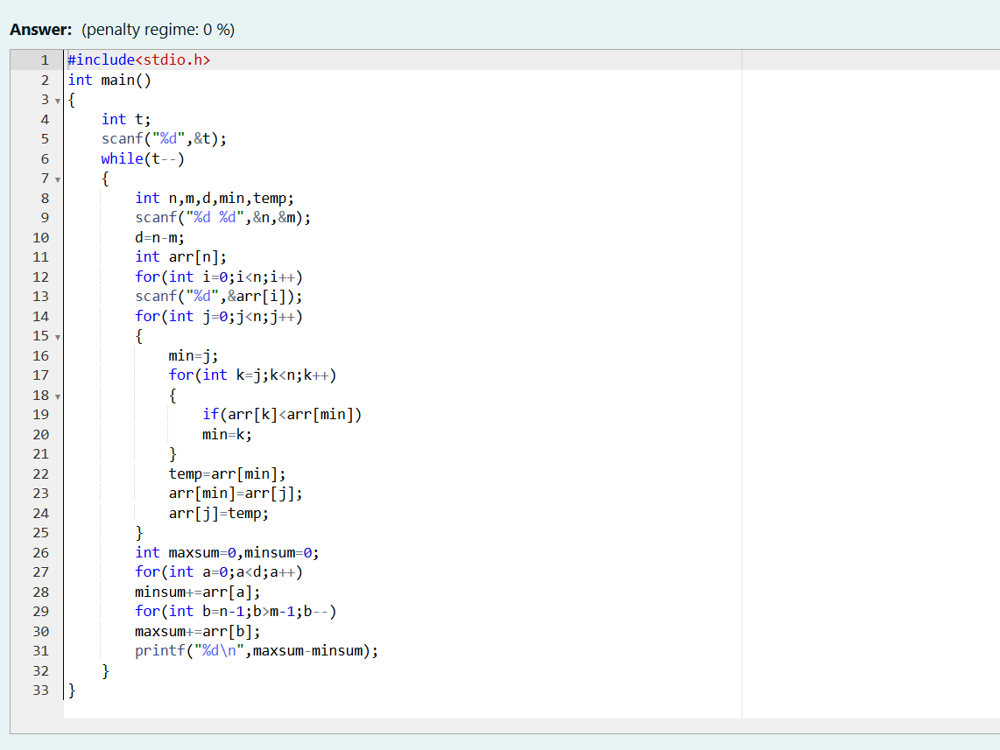 Answer: (penalty regime: 0 %)
1 #include<stdio.h>
2 int main()
3 {
4     int t;
5     scanf("%d",&t);
6     while(t--)
7     {
8         int n,m,d,min,temp;
9         scanf("%d %d",&n,&m);
10         d=n-m;
11         int arr[n];
12         for(int i=0;i<n;i++)
13         scanf("%d",&arr[i]);
14         for(int j=0;j<n;j++)
15         {
16             min=j;
17             for(int k=j;k<n;k++)
18             {
19                 if(arr[k]<arr[min])
20                 min=k;
21             }
22             temp=arr[min];
23             arr[min]=arr[j];
24             arr[j]=temp;
25         }
26         int maxsum=0,minsum=0;
27         for(int a=0;a<d;a++)
28         minsum+=arr[a];
29         for(int b=n-1;b>m-1;b--)
30         maxsum+=arr[b];
31         printf("%d\n",maxsum-minsum);
32     }
33 }